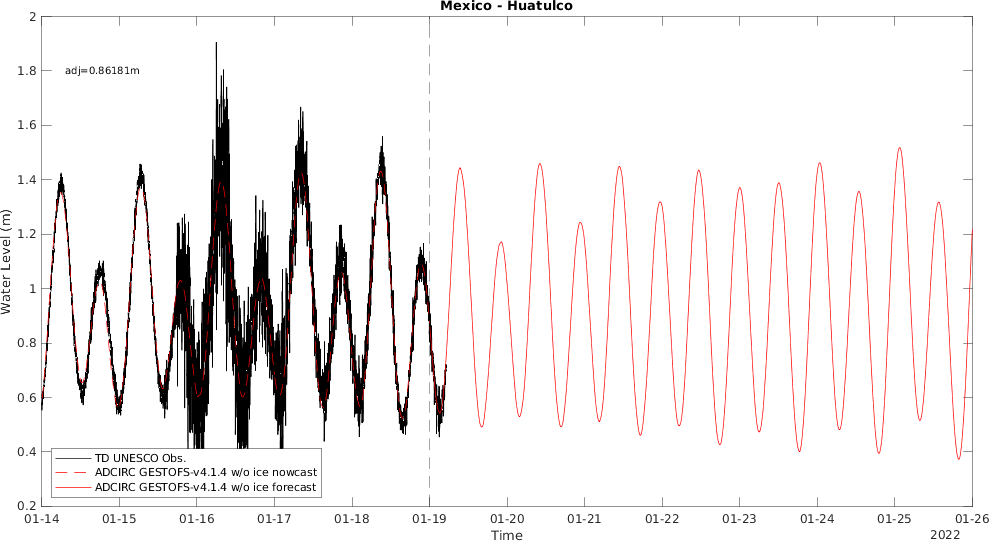 Mexico - Huatulco
adj=0.86181m
Water Level (m)
2
1.8
1.6
1.4
1.2
1
0.8
0.6
0.4
0.2
TD UNESCO Obs.
ADCIRC GESTOFS-v4.1.4 w/o ice nowcast
ADCIRC GESTOFS-v4.1.4 w/o ice forecast
01-14 01-15 01-16 01-17 01-18 01-19 01-20 01-21 01-22 01-23 01-24 01-25 01-26
Time
2022